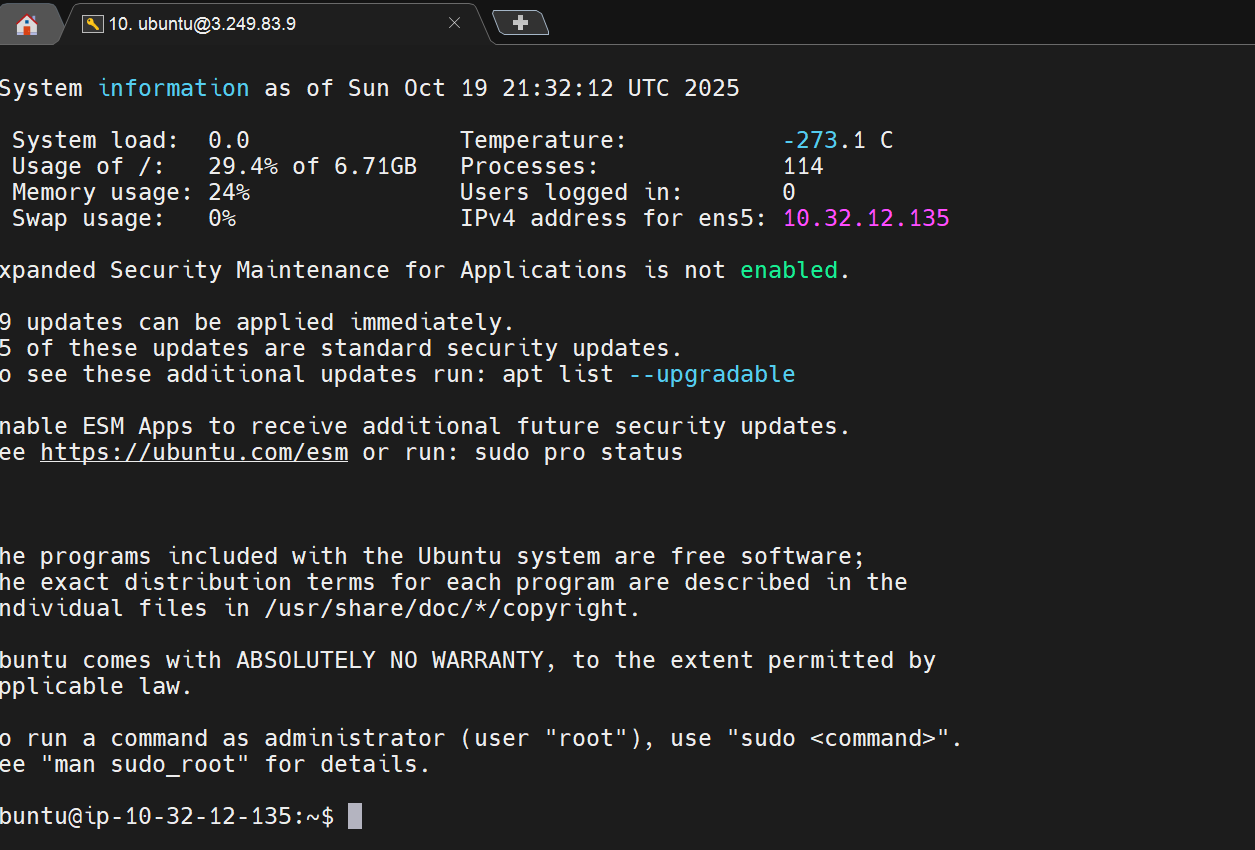 10. ubuntu@3.249.83.9
System information as of Sun Oct 19 21:32:12 UTC 2025
System load: 0.0 Temperature: -273.1 C
Usage of /: 29.4% of 6.71GB Processes: 114
Memory usage: 24% Users logged in: 0
Swap usage: 0% IPv4 address for ens5: 10.32.12.135
xpanded Security Maintenance for Applications is not enabled.
9 updates can be applied immediately.
5 of these updates are standard security updates.
o see these additional updates run: apt list --upgradable
nable ESM Apps to receive additional future security updates.
ee https://ubuntu.com/esm or run: sudo pro status
he programs included with the Ubuntu system are free software;
he exact distribution terms for each program are described in the
ndividual files in /usr/share/doc/*/copyright.
buntu comes with ABSOLUTELY NO WARRANTY, to the extent permitted by
pplicable law.
o run a command as administrator (user "root"), use "sudo <command>".
ee "man sudo_root" for details.
buntu@ip-10-32-12-135:~$